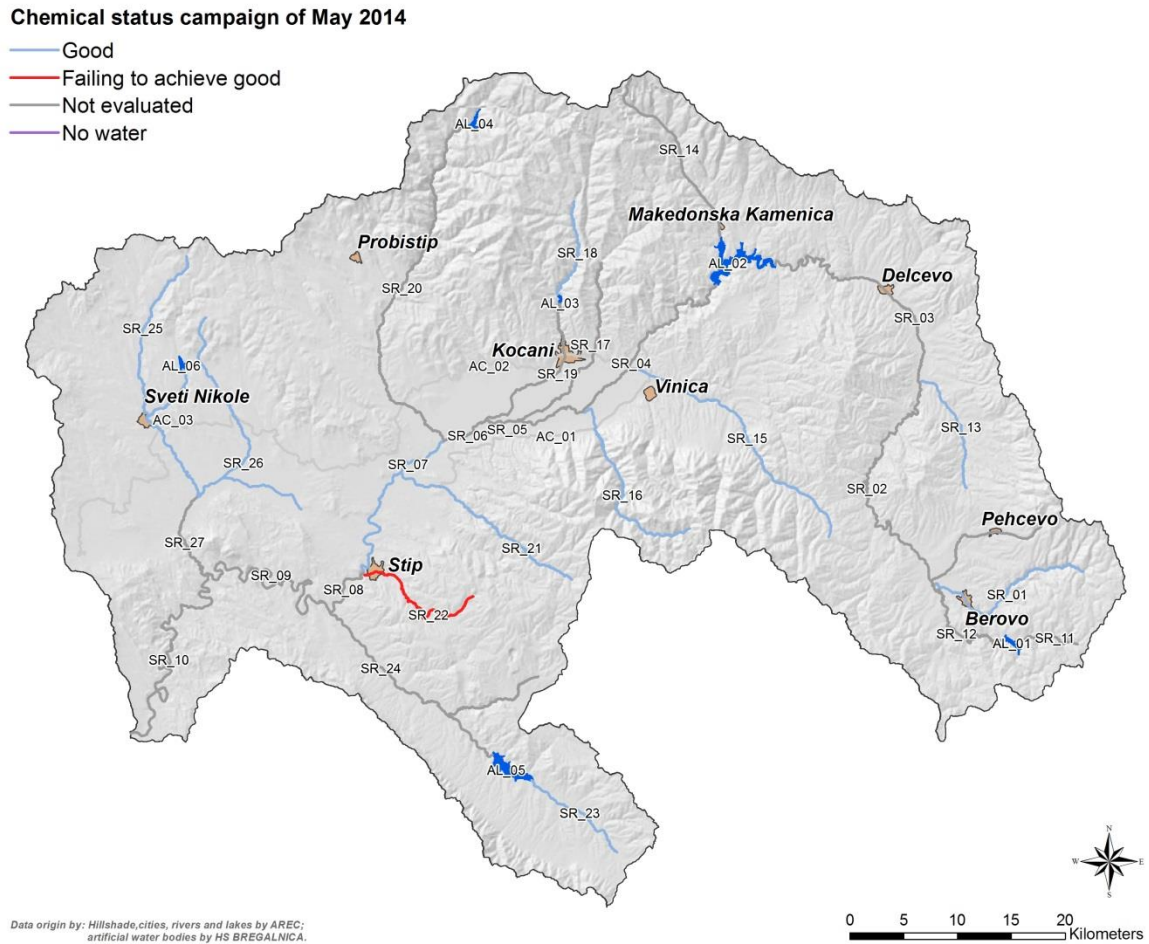 Chemical status campaign of May 2014
Good
Failing to achieve good
Not evaluated
No water
AL_04
SR_14
Makedonska Kamenica
Probistip
SR_18
AL_02
Delcevo
SR_20
AL_03
SR_03
SR_25
Kocani
SR_17
AL_06
AC_02
SR_19
SR_04
Vinica
Sveti Nikole
AC_03
SR_06
SR_05
AC_01
SR_15
SR_13
SR_26
SR_07
SR_02
SR_16
Pehcevo
SR_27
SR_21
Stip
SR_09
SR_08
SR_01
SR_22
Berovo
SR_12
AL_01
SR_11
SR_10
SR_24
AL_05
SR_23
N
W
E
S
Data origin by: Hillshade,cities, rivers and lakes by AREC;
artificial water bodies by HS BREGALNICA.
0 5 10 15 20
Kilometers